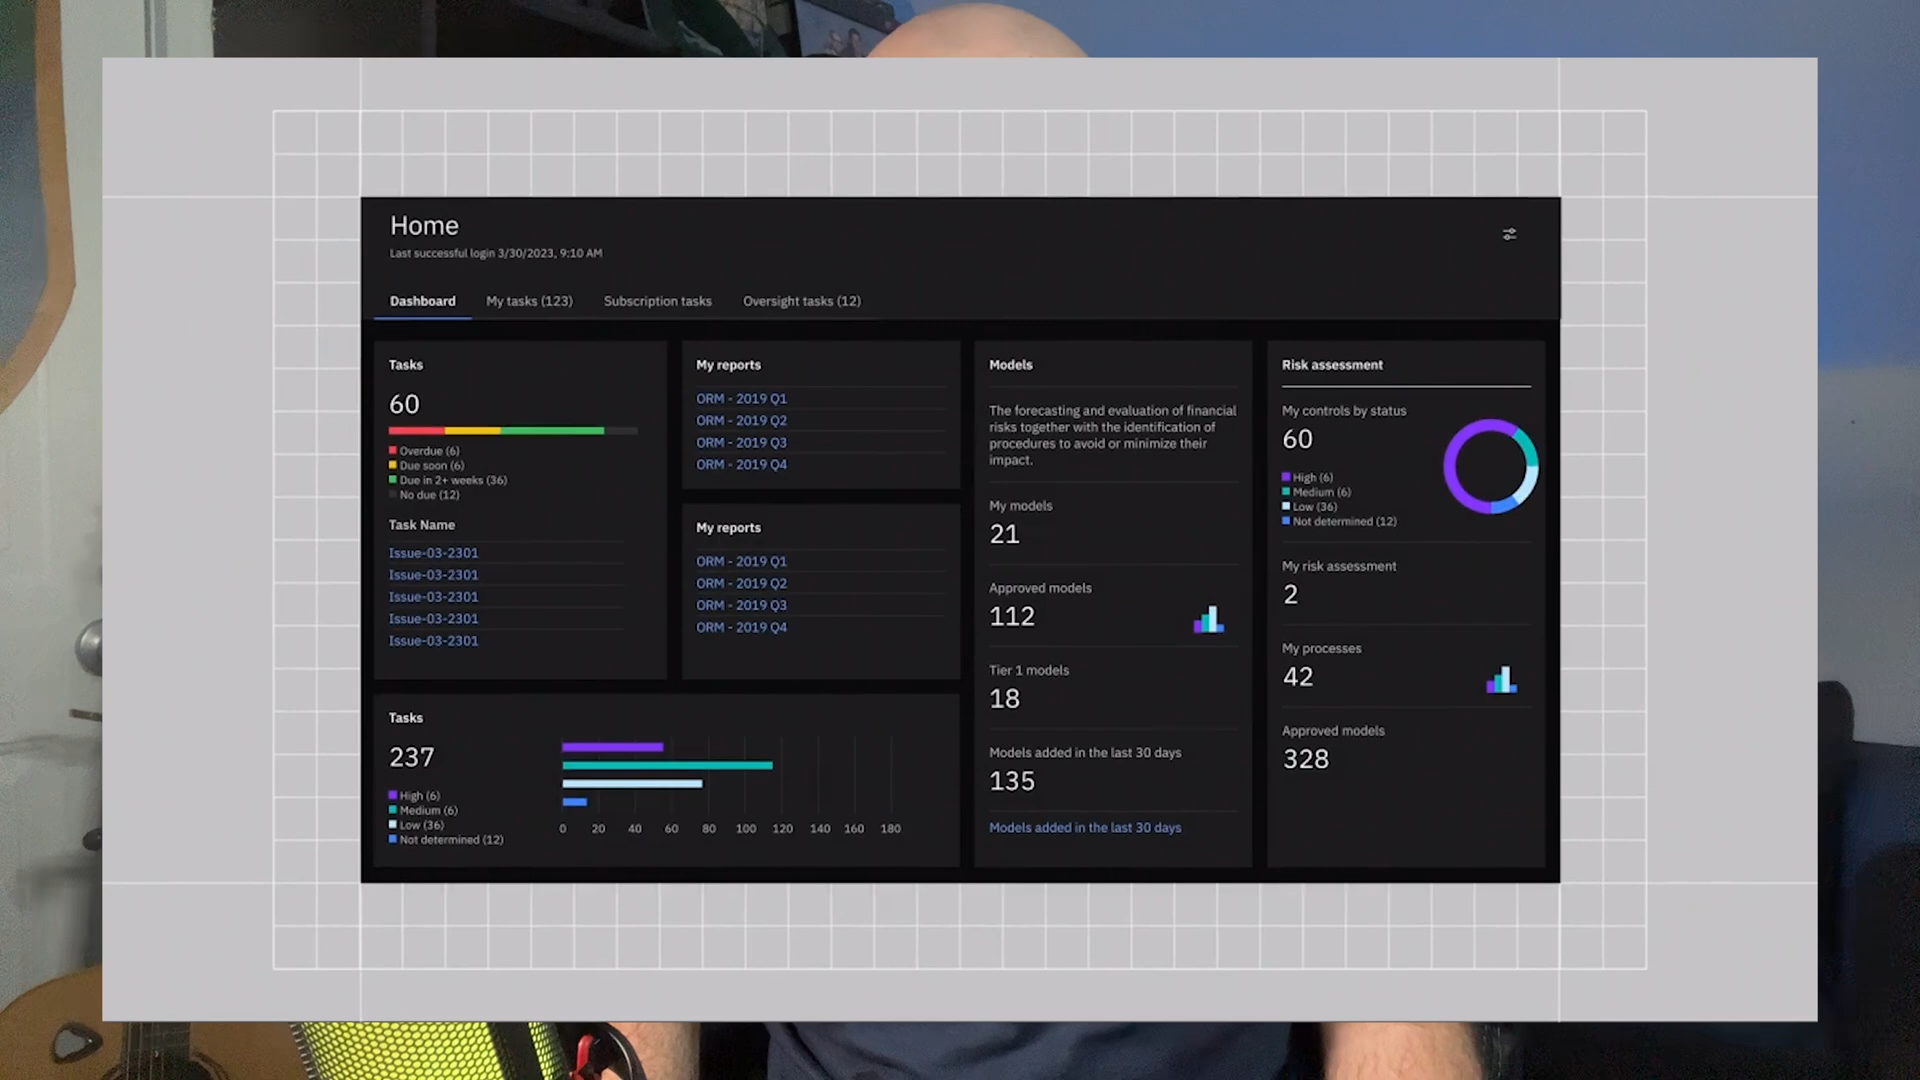 Home
Last successful login 3/30/2023, 9:10 AM
Dashboard
My tasks (123)
Subscription tasks
Oversight tasks (12)
Tasks
60
Overdue (6)
Due soon (6)
Due in 2+ weeks (36)
No due (12)
Task Name
Issue-03-2301
Issue-03-2301
Issue-03-2301
Issue-03-2301
Issue-03-2301
My reports
ORM - 2019 Q1
ORM - 2019 Q2
ORM - 2019 Q3
ORM - 2019 Q4
My reports
ORM - 2019 Q1
ORM - 2019 Q2
ORM - 2019 Q3
ORM - 2019 Q4
Tasks
237
High (6)
Medium (6)
Low (36)
Not determined (12)
0 20 40 60 80 100 120 140 160 180
Models
The forecasting and evaluation of financial
risks together with the identification of
procedures to avoid or minimize their
impact.
My models
21
Approved models
112
Tier 1 models
18
Models added in the last 30 days
135
Models added in the last 30 days
Risk assessment
My controls by status
60
High (6)
Medium (6)
Low (36)
Not determined (12)
My risk assessment
2
My processes
42
Approved models
328